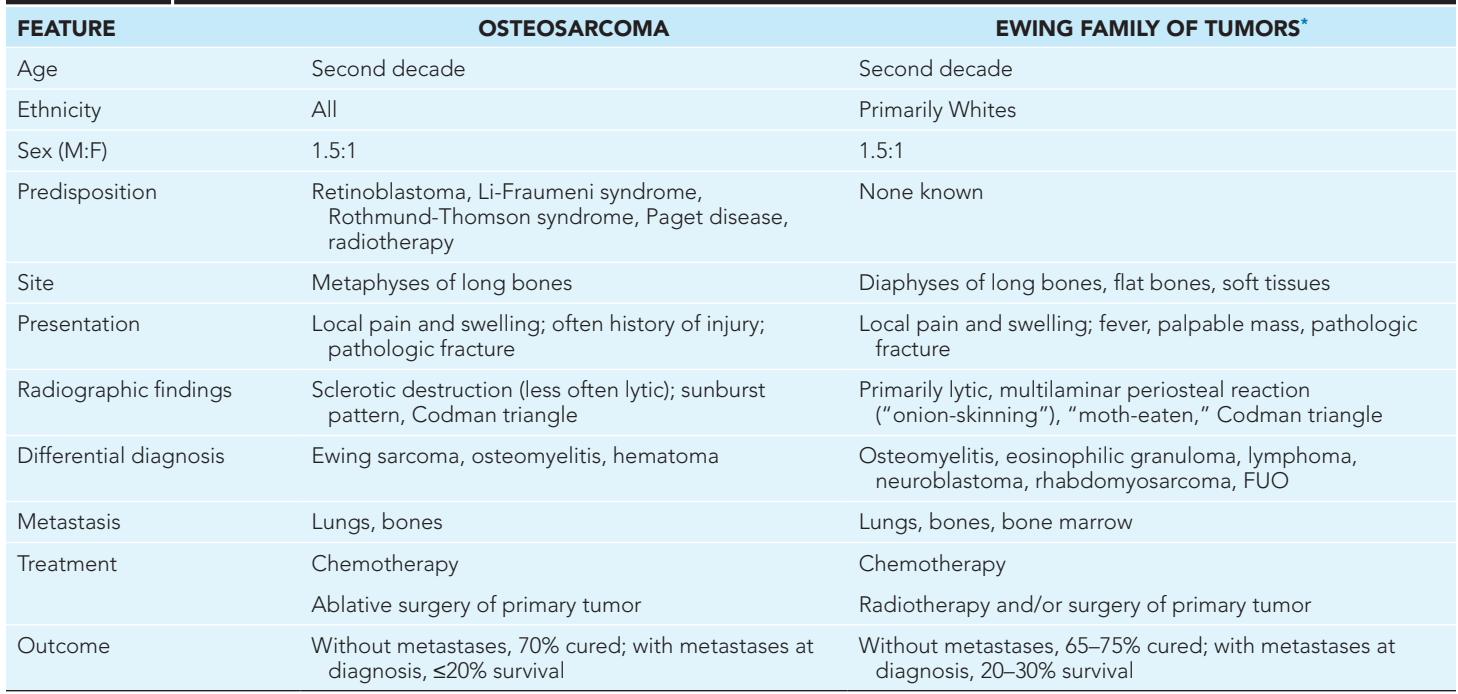 FEATURE OSTEOSARCOMA EWING FAMILY OF TUMORS*
Age Second decade Second decade
Ethnicity All Primarily Whites
Sex (M:F) 1.5:1 1.5:1
Predisposition Retinoblastoma, Li-Fraumeni syndrome, None known
Rothmund-Thomson syndrome, Paget disease,
radiotherapy
Site Metaphyses of long bones Diaphyses of long bones, flat bones, soft tissues
Presentation Local pain and swelling; often history of injury; Local pain and swelling; fever, palpable mass, pathologic
pathologic fracture fracture
Radiographic findings Sclerotic destruction (less often lytic); sunburst Primarily lytic, multilaminar periosteal reaction
pattern, Codman triangle (“onion-skinning”), “moth-eaten,” Codman triangle
Differential diagnosis Ewing sarcoma, osteomyelitis, hematoma Osteomyelitis, eosinophilic granuloma, lymphoma,
neuroblastoma, rhabdomyosarcoma, FUO
Metastasis Lungs, bones Lungs, bones, bone marrow
Treatment Chemotherapy Chemotherapy
Ablative surgery of primary tumor Radiotherapy and/or surgery of primary tumor
Outcome Without metastases, 70% cured; with metastases at Without metastases, 65–75% cured; with metastases at
diagnosis, ≤20% survival diagnosis, 20–30% survival